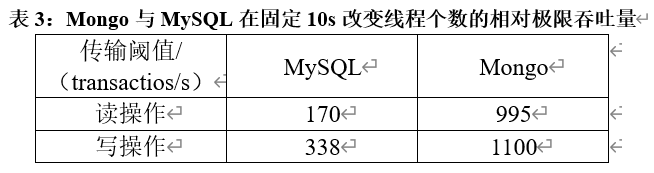 表 3：Mongo 与 MySQL 在固定 10s 改变线程个数的相对极限吞吐量
传输阈值/
（transactios/s）
MySQL
Mongo
读操作
170
995
写操作
338
1100